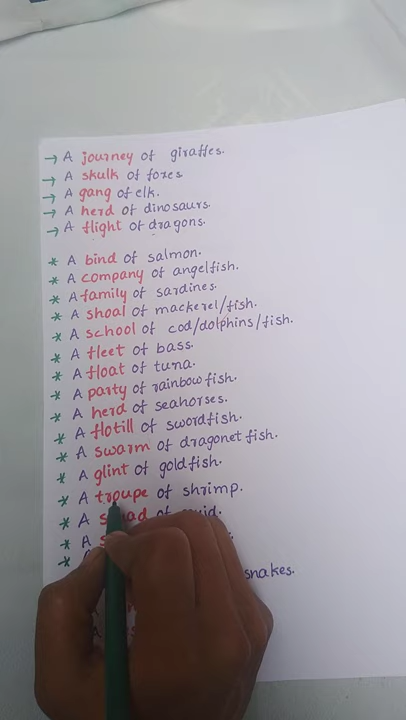 → A journey of giraffes.
→ A skulk of foxes
→ A gang of elk.
→ A herd of dinosaurs.
→ A flight of dragons.
* A bind of salmon.
* A company of angelfish.
* A family of sardines.
* A shoal of mackerel/fish.
* A school of cod/dolphins/fish.
* A fleet of bass.
* A float of tuna.
* A party of rainbow fish.
* A herd of seahorses.
* A flotill of swordfish.
* A swarm of dragonet fish.
* A glint of goldfish.
* A troupe of shrimp.
* A of
* A
*
snakes.